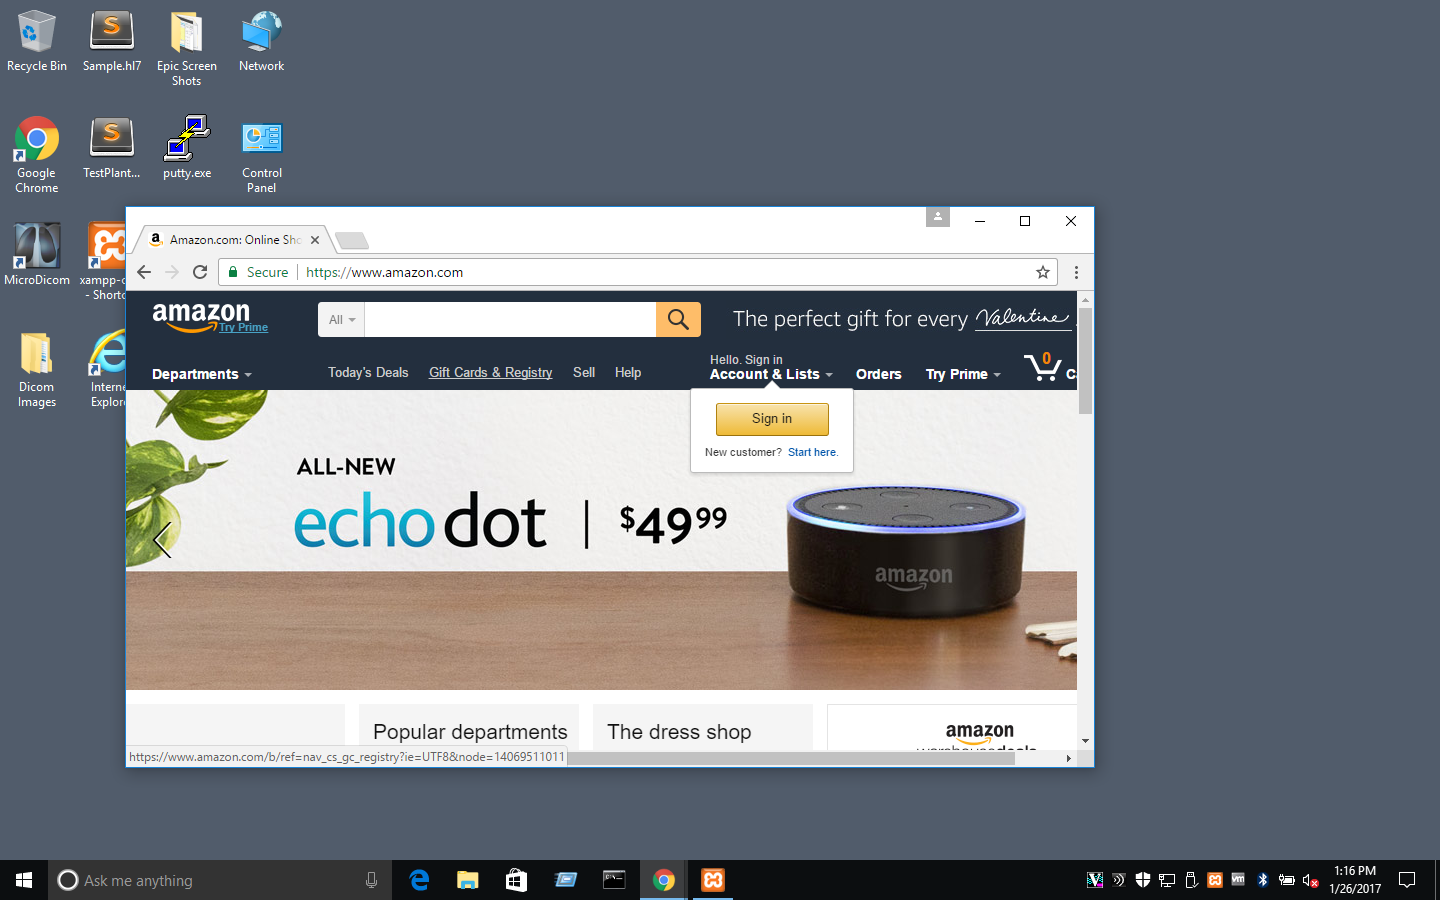 Recycle Bin
Sample.hl7
Epic Screen
Shots
Network
Google
Chrome
TestPlant...
putty.exe
Control
Panel
MicroDicom
xampp-c
- Shortc
Dicom
Images
Interne
Explore
Amazon.com: Online Sho
Secure
https://www.amazon.com
amazon
Try Prime
All
The perfect gift for every Valentine
Departments
Today's Deals
Gift Cards & Registry
Sell
Help
Hello. Sign in
Account & Lists
Orders
Try Prime
0
Ca
Sign in
New customer? Start here.
ALL-NEW
echo dot
$49 99
amazon
Popular departments
The dress shop
amazon
warehousedeals
https://www.amazon.com/b/ref=nav_cs_gc_registry?ie=UTF8&node=14069511011
Ask me anything
1:16 PM
1/26/2017